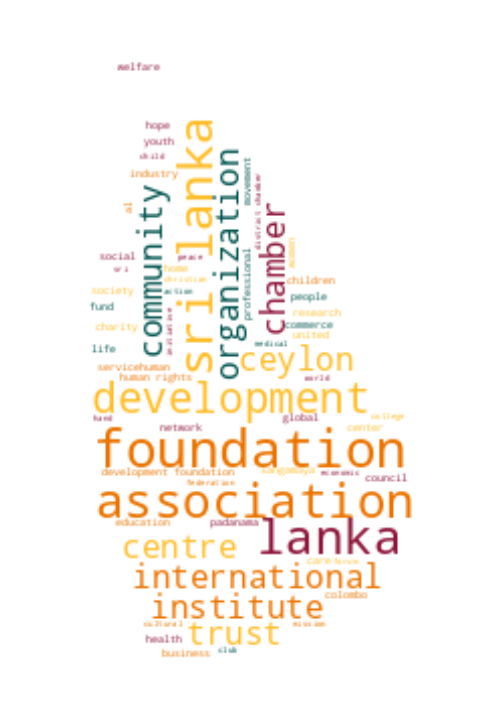 welfare
hope
youth
child
industry
al
sri lanka
organization
community
movement
district chamber
chamber
women
social
sri
peace
home
christian
action
society
fund
charity
life
professional
children
people
research
commerce
united
medical
servicehuman
human rights
ceylon
world
development
hand
network
global
college
center
foundation
development foundation
sangamaya
economic
council
federation
association
education
padanama
lanka
centre
international
colombo
institute
cultural
mission
trust
health
club
business